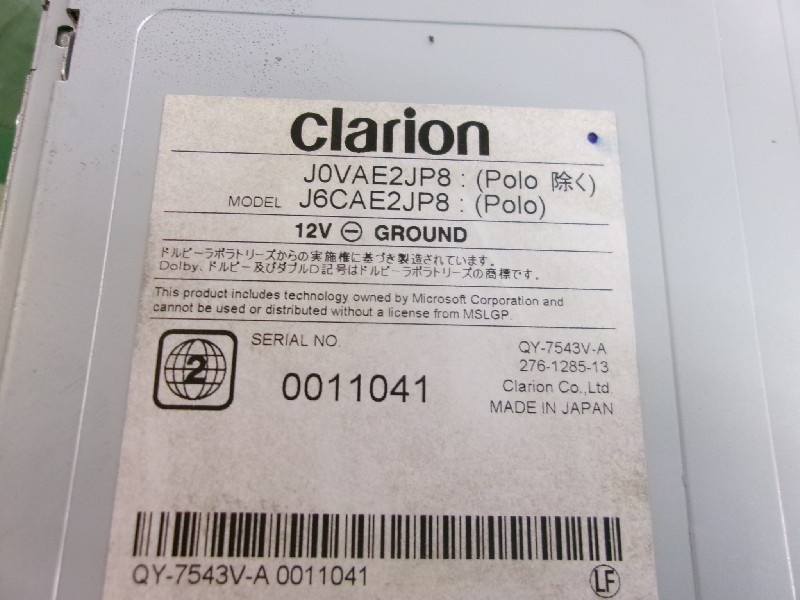 clarion
J0VAE2JP8 : (Polo 除く)
MODEL J6CAE2JP8 : (Polo)
12V ⊖ GROUND
ドルビーラボラトリーズからの実施権に基づき製造されています。
Dolby、ドルビー及びダブルD記号はドルビーラボラトリーズの商標です。
This product includes technology owned by Microsoft Corporation and
cannot be used or distributed without a license from MSLGP.
2
SERIAL NO.
0011041
QY-7543V-A
276-1285-13
Clarion Co.,Ltd.
MADE IN JAPAN
QY-7543V-A 0011041
LF